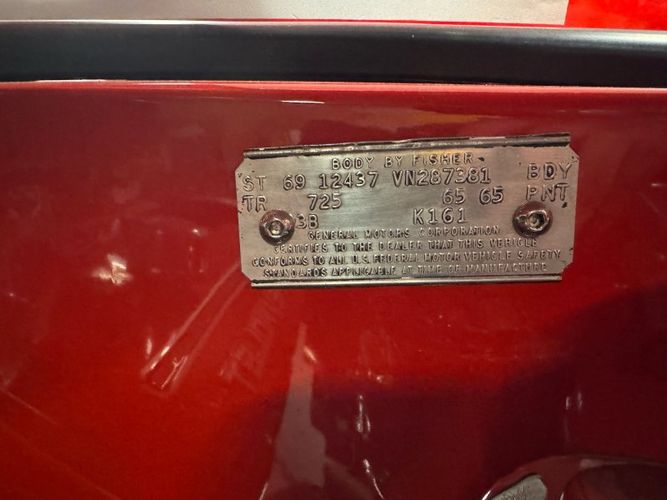 BODY BY FISHER
ST 69 12437 VN287381 BDY
TR 725 65 65 PNT
3B K161
GENERAL MOTORS CORPORATION
CERTIFIES TO THE DEALER THAT THIS VEHICLE
CONFORMS TO ALL U.S. FEDERAL MOTOR VEHICLE SAFETY
STANDARDS APPLICABLE AT TIME OF MANUFACTURE